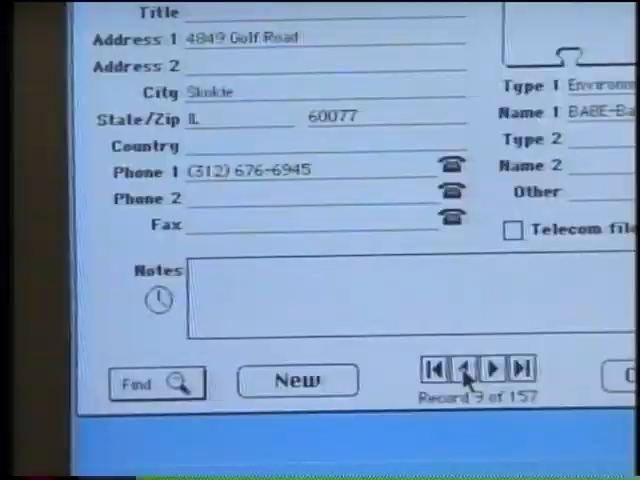 Title
Address 1 4849 Golf Road
Address 2
City Skokie
State/Zip IL 60077
Country
Phone 1 (312) 676-6945
Phone 2
Fax
Type 1
Name 1 BABE-Ba
Type 2
Name 2
Other
Telecom file
Notes
Find
New
Record 9 of 157